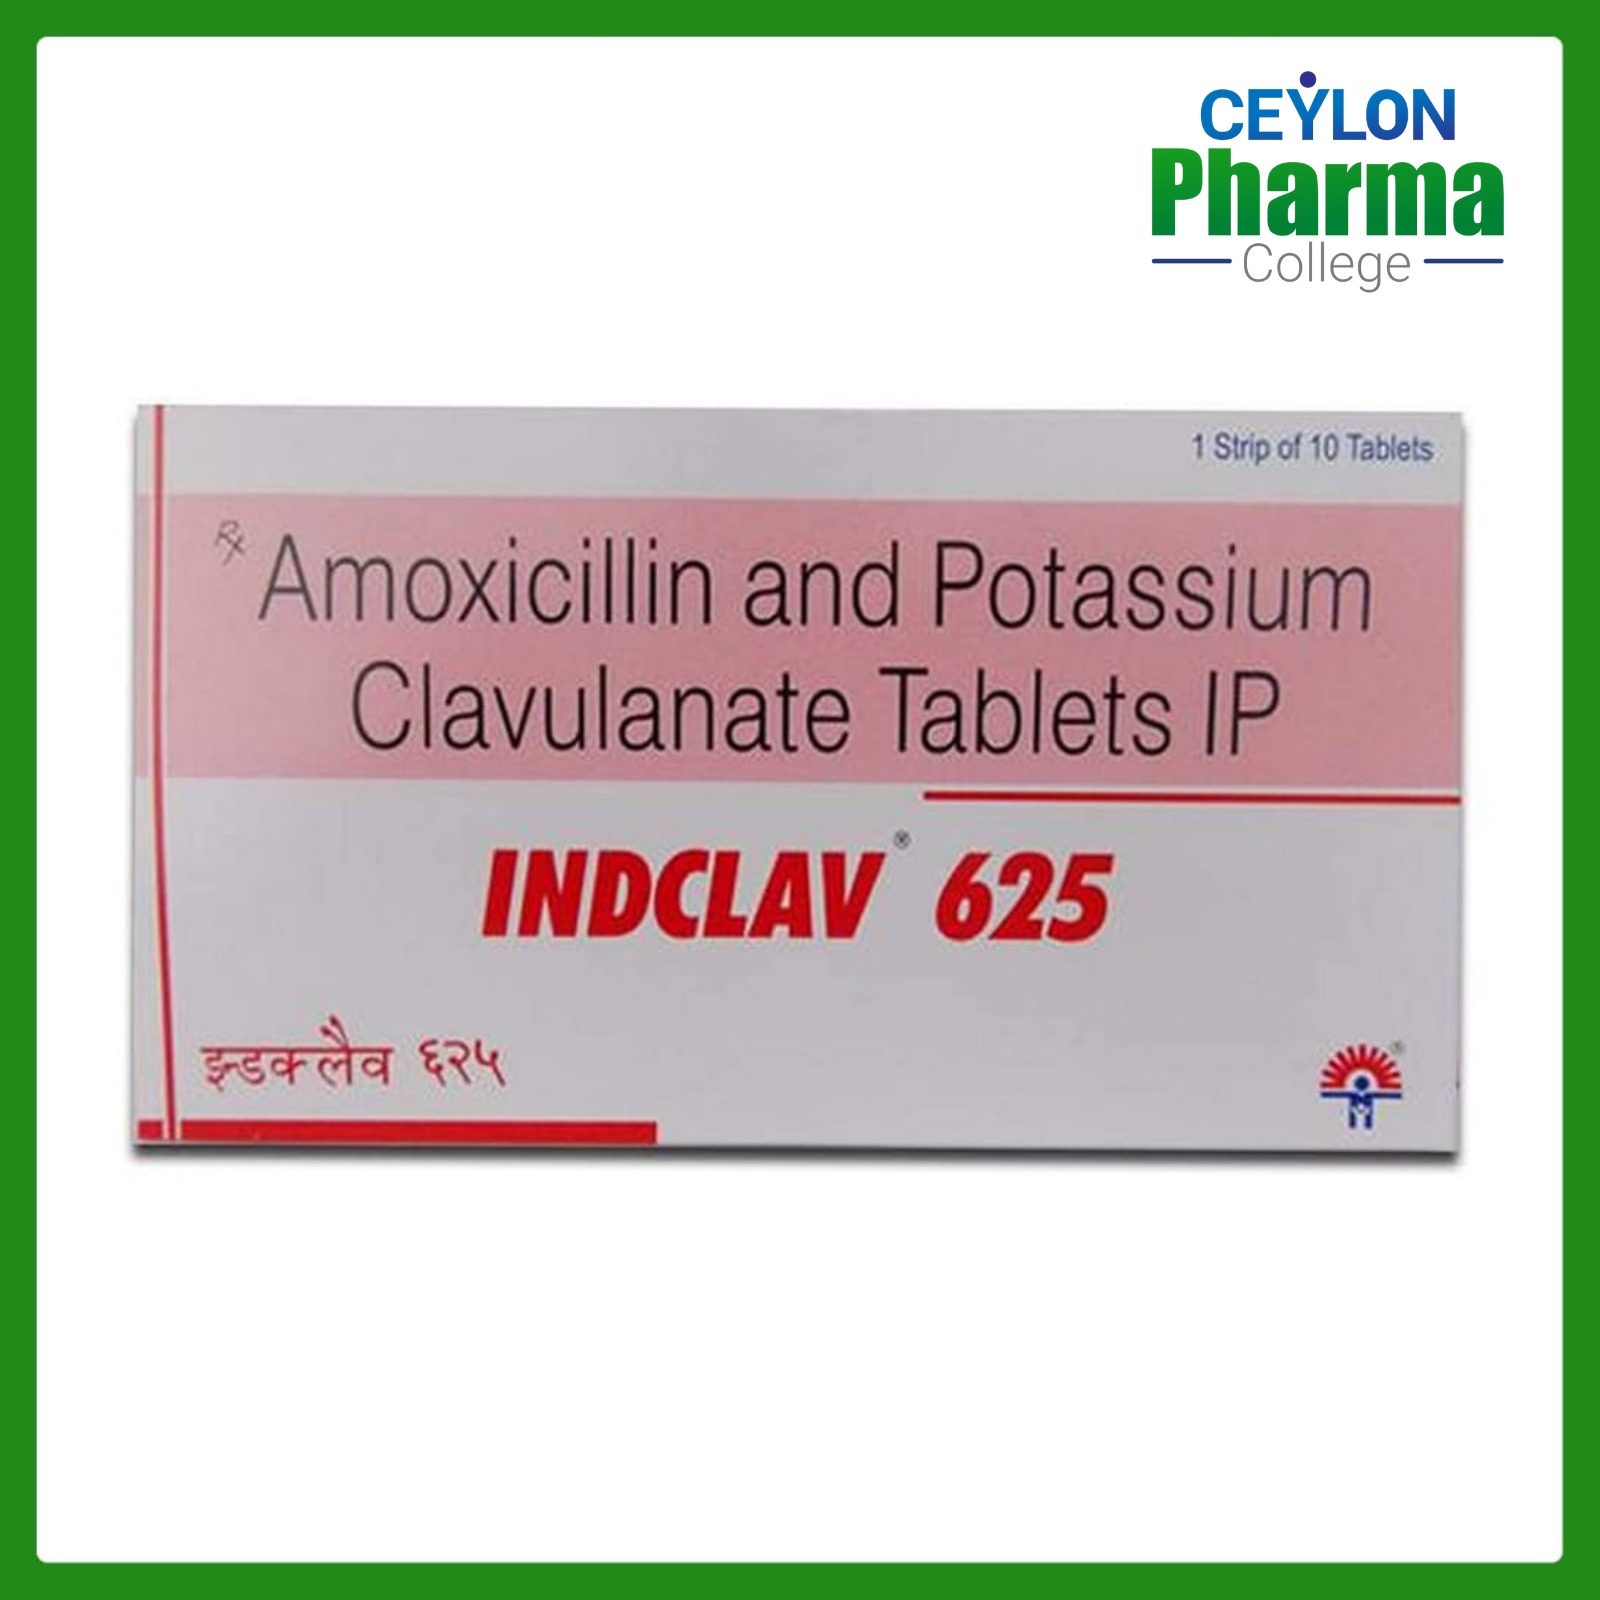 CEYLON
Pharma
College
1 Strip of 10 Tablets
Rx Amoxicillin and Potassium
Clavulanate Tablets IP
INDCLAV® 625
इन्डक्लैव ६२५
®